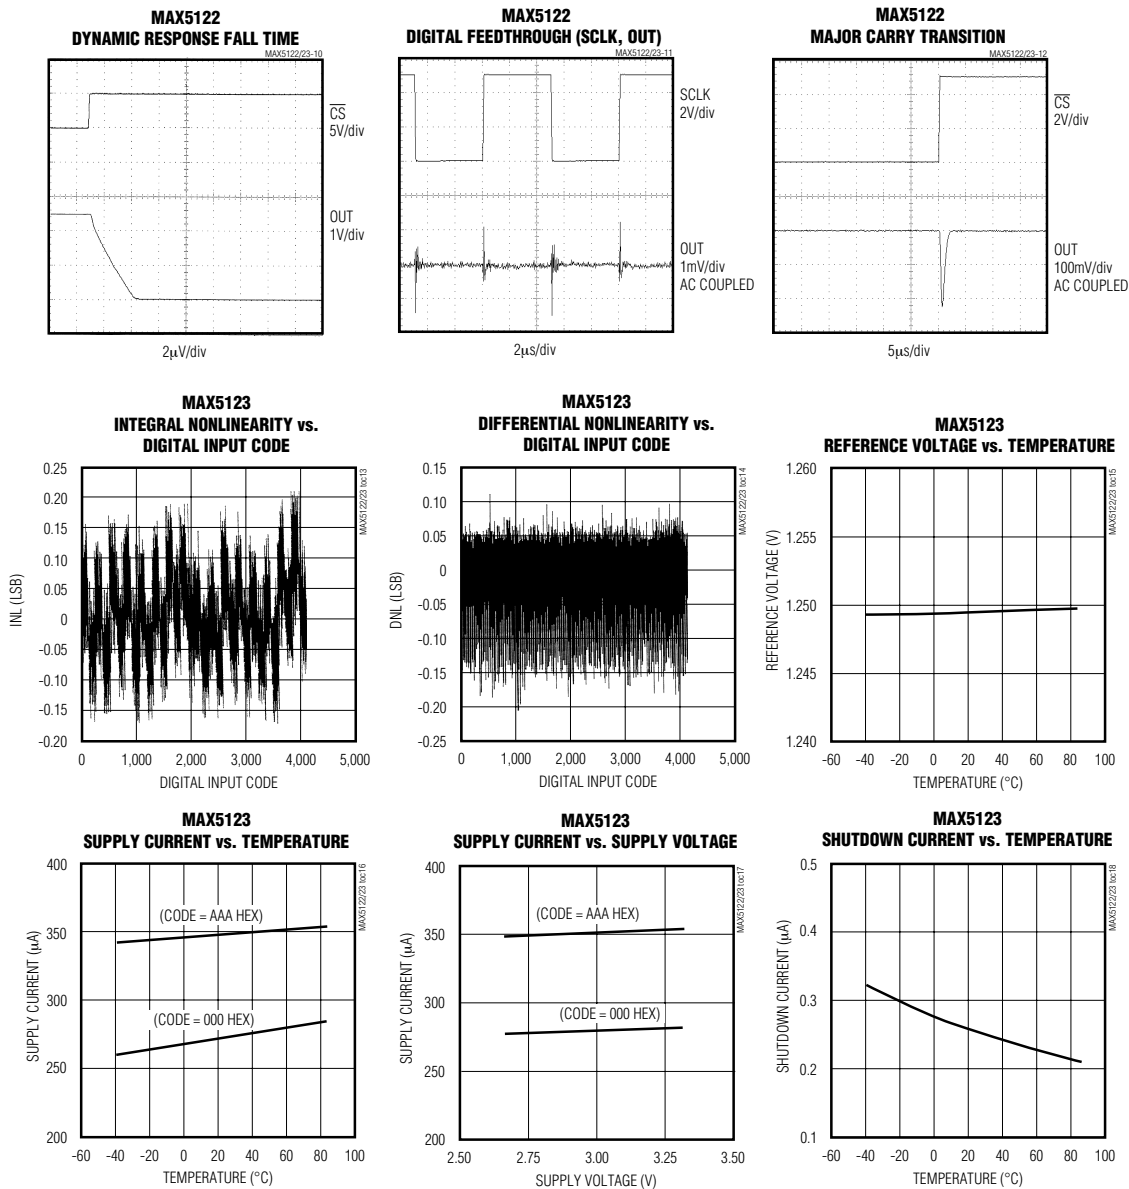 MAX5122
DYNAMIC RESPONSE FALL TIME
MAX5122/23-10
CS
5V/div
OUT
1V/div
2µV/div
MAX5122
DIGITAL FEEDTHROUGH (SCLK, OUT)
MAX5122/23-11
SCLK
2V/div
OUT
1mV/div
AC COUPLED
2µs/div
MAX5122
MAJOR CARRY TRANSITION
MAX5122/23-12
CS
2V/div
OUT
100mV/div
AC COUPLED
5µs/div
MAX5123
INTEGRAL NONLINEARITY vs.
DIGITAL INPUT CODE
MAX5122/23 toc13
INL (LSB)
0.25
0.20
0.15
0.10
0.05
0
-0.05
-0.10
-0.15
-0.20
0 1,000 2,000 3,000 4,000 5,000
DIGITAL INPUT CODE
MAX5123
DIFFERENTIAL NONLINEARITY vs.
DIGITAL INPUT CODE
MAX5122/23 toc14
DNL (LSB)
0.15
0.10
0.05
0
-0.05
-0.10
-0.15
-0.20
-0.25
0 1,000 2,000 3,000 4,000 5,000
DIGITAL INPUT CODE
MAX5123
REFERENCE VOLTAGE vs. TEMPERATURE
MAX5122/23 toc15
REFERENCE VOLTAGE (V)
1.260
1.255
1.250
1.245
1.240
-60 -40 -20 0 20 40 60 80 100
TEMPERATURE (°C)
MAX5123
SUPPLY CURRENT vs. TEMPERATURE
MAX5122/23 toc16
SUPPLY CURRENT (µA)
400
350
300
250
200
(CODE = AAA HEX)
(CODE = 000 HEX)
-60 -40 -20 0 20 40 60 80 100
TEMPERATURE (°C)
MAX5123
SUPPLY CURRENT vs. SUPPLY VOLTAGE
MAX5122/23 toc17
SUPPLY CURRENT (µA)
400
350
300
250
200
(CODE = AAA HEX)
(CODE = 000 HEX)
2.50 2.75 3.00 3.25 3.50
SUPPLY VOLTAGE (V)
MAX5123
SHUTDOWN CURRENT vs. TEMPERATURE
MAX5122/23 toc18
SHUTDOWN CURRENT (µA)
0.5
0.4
0.3
0.2
0.1
-60 -40 -20 0 20 40 60 80 100
TEMPERATURE (°C)